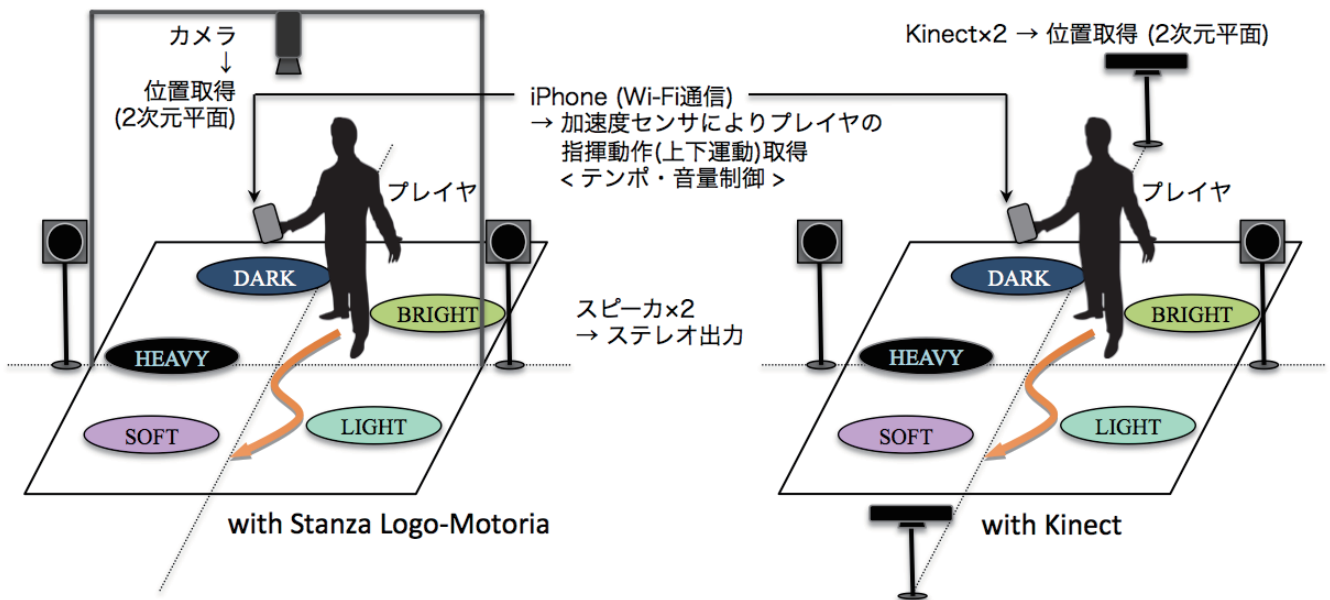 カメラ
↓
位置取得
(2次元平面)
iPhone (Wi-Fi通信)
→ 加速度センサによりプレイヤの
指揮動作(上下運動)取得
< テンポ・音量制御 >
プレイヤ
DARK
BRIGHT
HEAVY
SOFT
LIGHT
with Stanza Logo-Motoria
スピーカ×2
→ ステレオ出力
Kinect×2 → 位置取得 (2次元平面)
プレイヤ
DARK
BRIGHT
HEAVY
SOFT
LIGHT
with Kinect